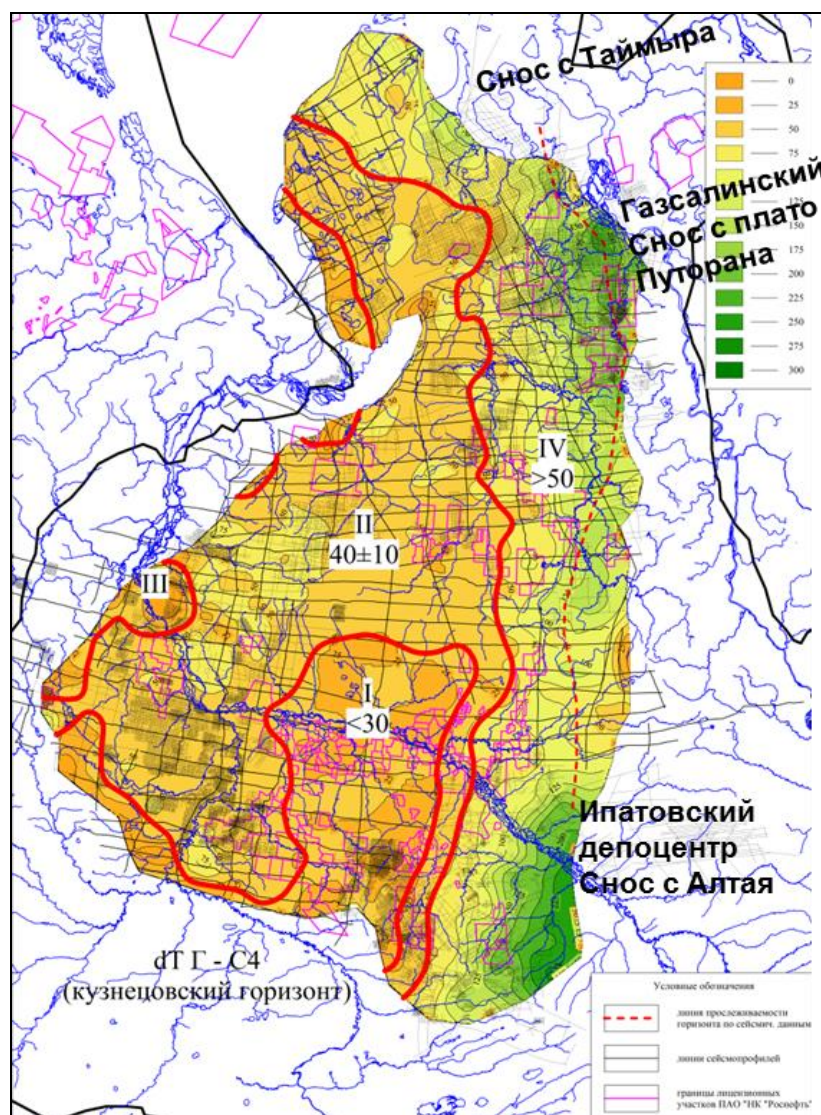 Снос с Таймыра
0
25
50
75
Газсалинский
Снос с плато
Путорана
125
150
175
200
225
250
275
300
IV
>50
II
40±10
III
I
<30
Ипатовский
депоцентр
Снос с Алтая
dT Г - С4
(кузнецовский горизонт)
Условные обозначения
линия прослеживаемости
горизонта по сейсмич. данным
линии сейсмопрофилей
границы лицензионных
участков ПАО "НК "Роснефть"